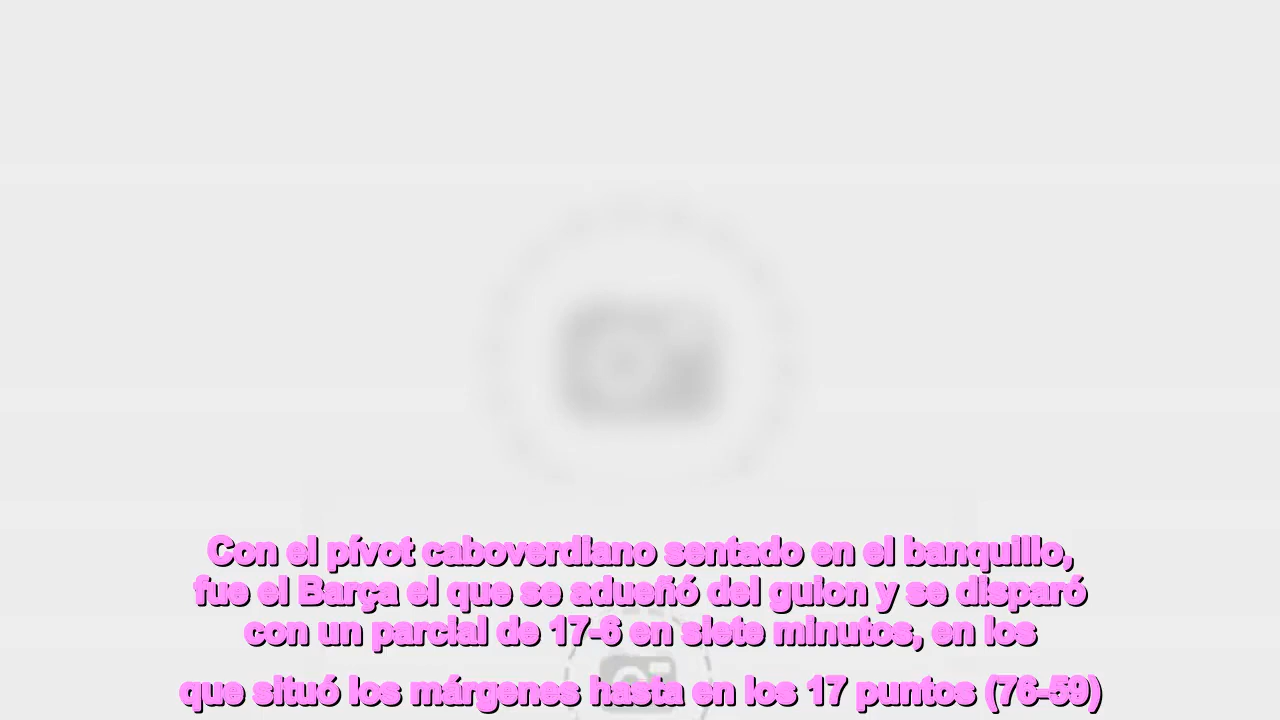 Con el pívot caboverdiano sentado en el banquillo,
fue el Barça el que se adueñó del guion y se disparó
con un parcial de 17-6 en siete minutos, en los
que situó los márgenes hasta en los 17 puntos (76-59)